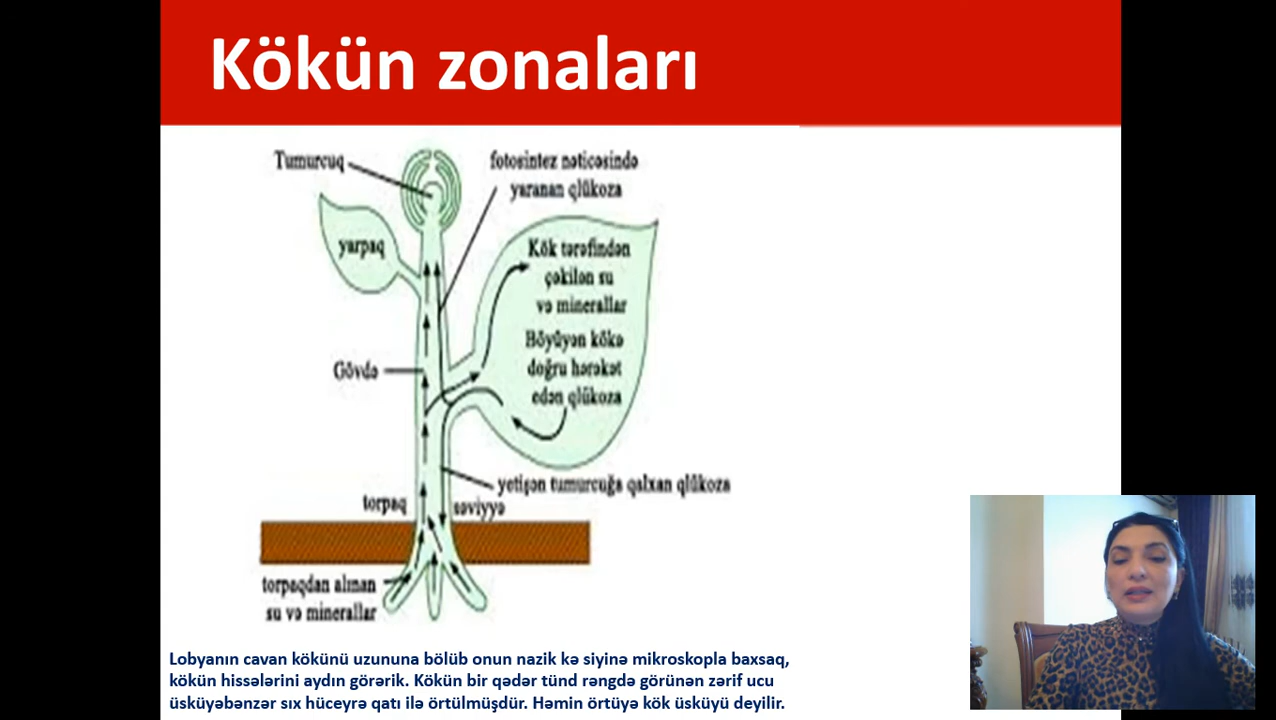 Kökün zonaları
Tumurcuq
fotosintez nəticəsində
yaranan qlükoza
yarpaq
Kök tərəfindən
çəkilən su
və minerallar
Böyüyən kökə
doğru hərəkət
edən qlükoza
Gövdə
yetişən tumurcuğa qalxan qlükoza
torpaq səviyyə
torpaqdan alınan
su və minerallar
Lobyanın cavan kökünü uzununa bölüb onun nazik kə siyinə mikroskopla baxsaq,
kökün hissələrini aydın görərik. Kökün bir qədər tünd rəngdə görünən zərif ucu
üsküyəbənzər sıx hüceyrə qatı ilə örtülmüşdür. Həmin örtüyə kök üsküyü deyilir.